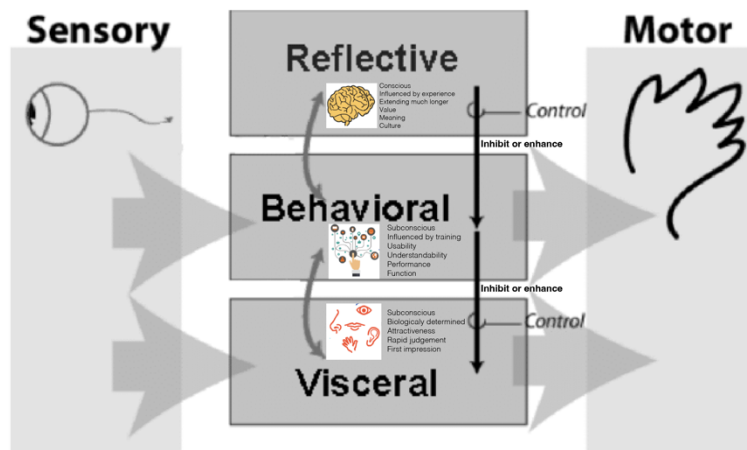 Sensory
Reflective
Motor
Conscious
Influenced by experience
Extending much longer
Value
Meaning
Culture
Control
Inhibit or enhance
Behavioral
Subconscious
Influenced by training
Usability
Understandability
Performance
Function
Inhibit or enhance
Subconscious
Biologicaly determined
Attractiveness
Rapid judgement
First impression
Control
Visceral